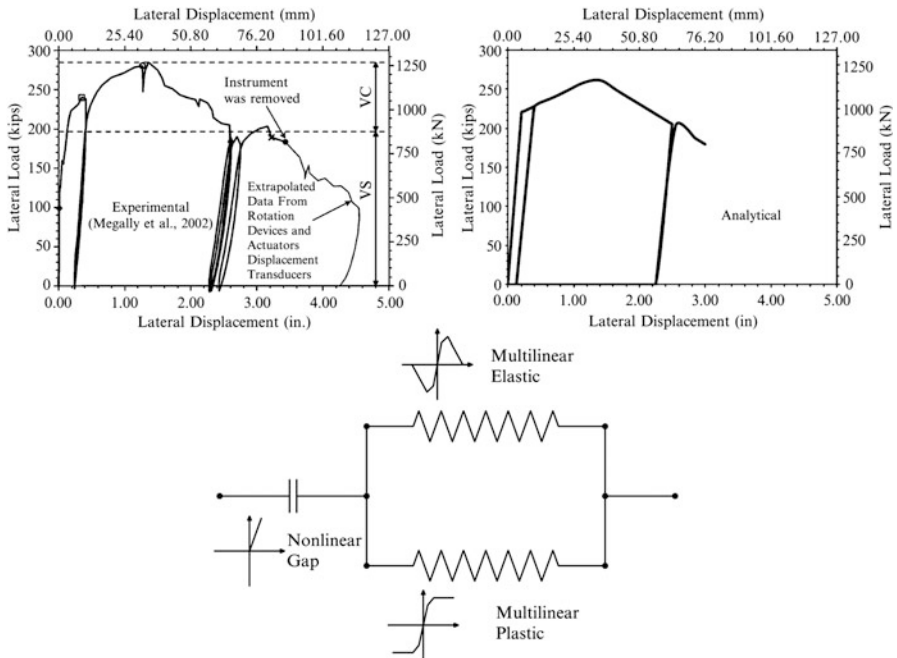 Lateral Displacement (mm)
0.00 25.40 50.80 76.20 101.60 127.00
300
250
200
150
100
50
0
Lateral Load (kips)
Instrument
was removed
Experimental
(Megally et al., 2002)
Extrapolated
Data From
Rotation
Devices and
Actuators
Displacement
Transducers
VC
VS
1250
1000
750
500
250
0
Lateral Load (kN)
0.00 1.00 2.00 3.00 4.00 5.00
Lateral Displacement (in.)
Lateral Displacement (mm)
0.00 25.40 50.80 76.20 101.60 127.00
300
250
200
150
100
50
0
Lateral Load (kips)
Analytical
1250
1000
750
500
250
0
Lateral Load (kN)
0.00 1.00 2.00 3.00 4.00 5.00
Lateral Displacement (in)
Multilinear
Elastic
Nonlinear
Gap
Multilinear
Plastic